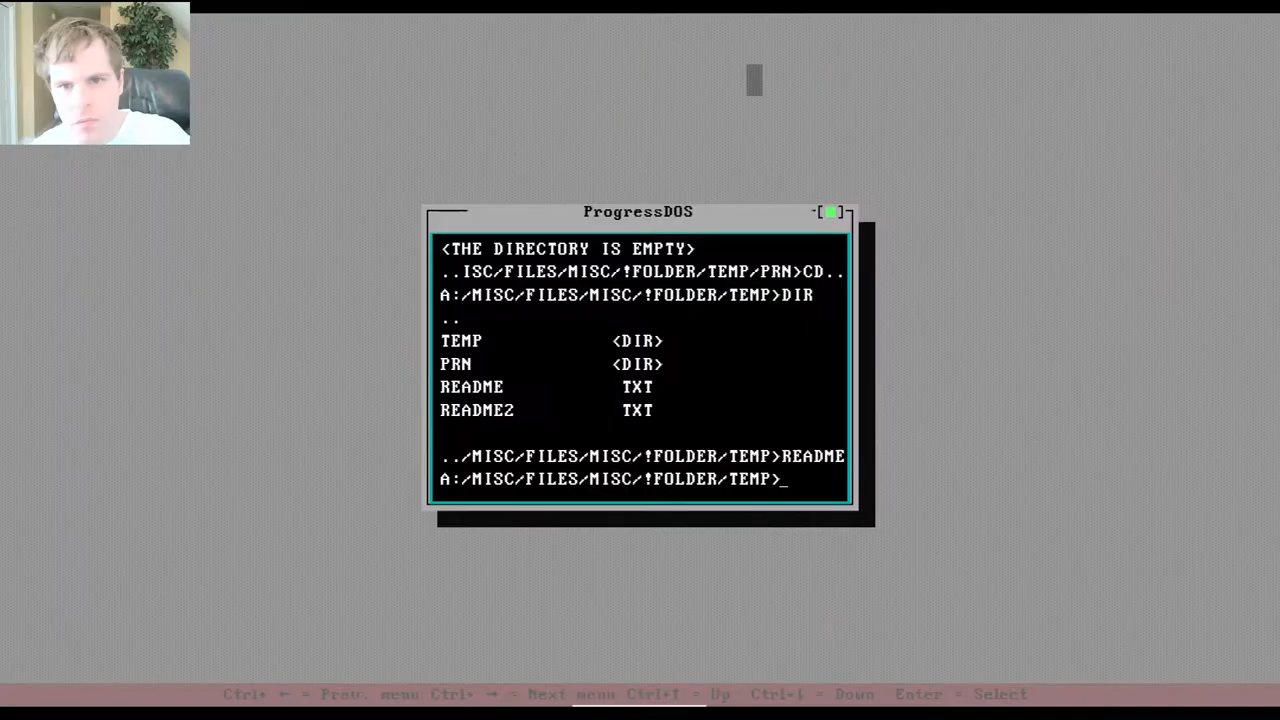 ProgressDOS
<THE DIRECTORY IS EMPTY>
..ISC/FILES/MISC/!FOLDER/TEMP/PRN>CD..
A:/MISC/FILES/MISC/!FOLDER/TEMP>DIR
..
TEMP <DIR>
PRN <DIR>
README TXT
README2 TXT
../MISC/FILES/MISC/!FOLDER/TEMP>README
A:/MISC/FILES/MISC/!FOLDER/TEMP>_
Ctrl+ ← = Prev. menu Ctrl+ → = Next menu Ctrl+↑ = Up Ctrl+↓ = Down Enter = Select